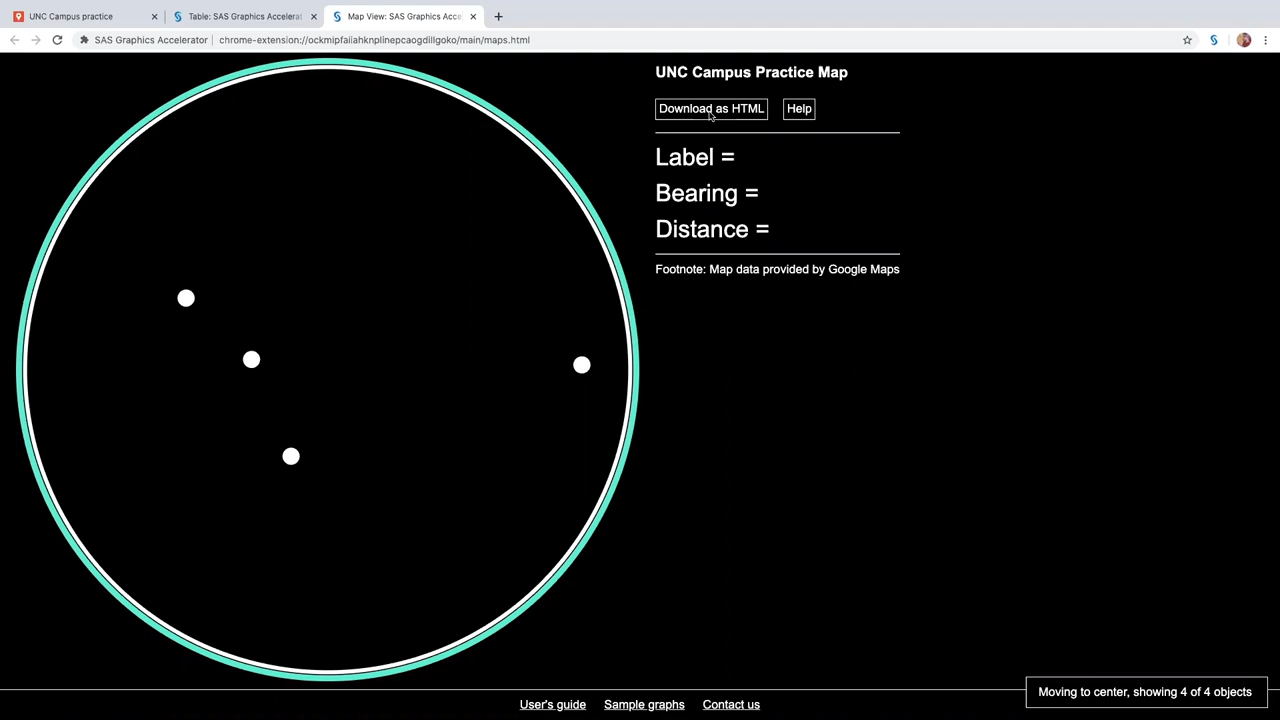 UNC Campus practice
Table: SAS Graphics Accelerat
Map View: SAS Graphics Acce
SAS Graphics Accelerator
chrome-extension://ockmipfaiiahknplinepcaogdillgoko/main/maps.html
UNC Campus Practice Map
Download as HTML Help
Label =
Bearing =
Distance =
Footnote: Map data provided by Google Maps
Moving to center, showing 4 of 4 objects
User's guide Sample graphs Contact us